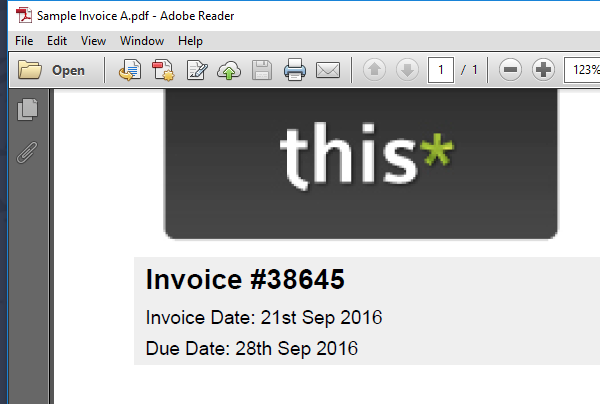 Sample Invoice A.pdf - Adobe Reader
File Edit View Window Help
Open 1 / 1 123%
this*
Invoice #38645
Invoice Date: 21st Sep 2016
Due Date: 28th Sep 2016